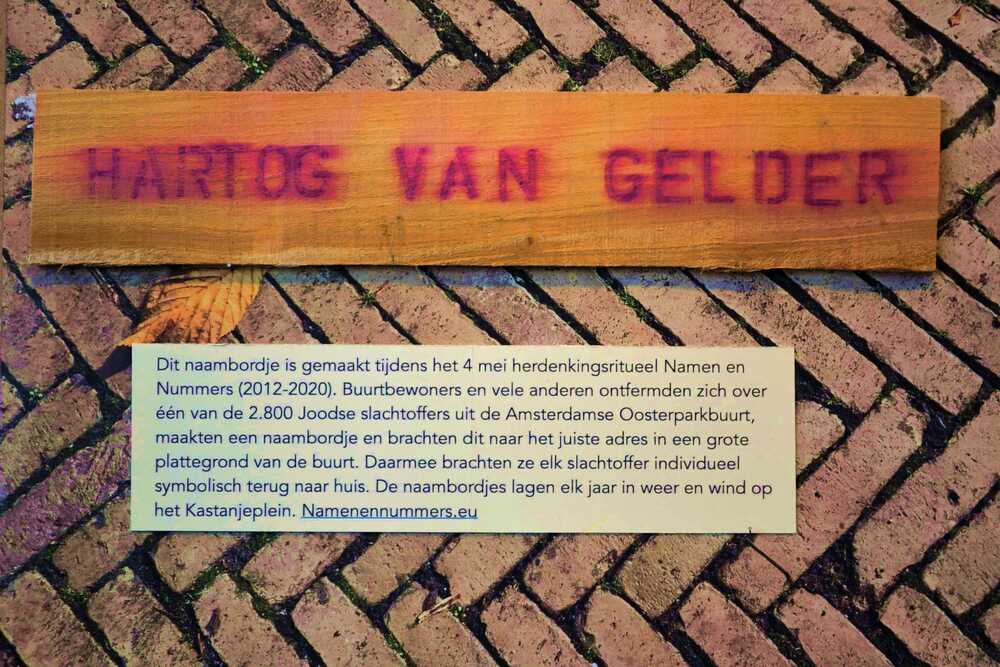 HARTOG VAN GELDER
Dit naambordje is gemaakt tijdens het 4 mei herdenkingsritueel Namen en
Nummers (2012-2020). Buurtbewoners en vele anderen ontfermden zich over
één van de 2.800 Joodse slachtoffers uit de Amsterdamse Oosterparkbuurt,
maakten een naambordje en brachten dit naar het juiste adres in een grote
plattegrond van de buurt. Daarmee brachten ze elk slachtoffer individueel
symbolisch terug naar huis. De naambordjes lagen elk jaar in weer en wind op
het Kastanjeplein. Namenennummers.eu